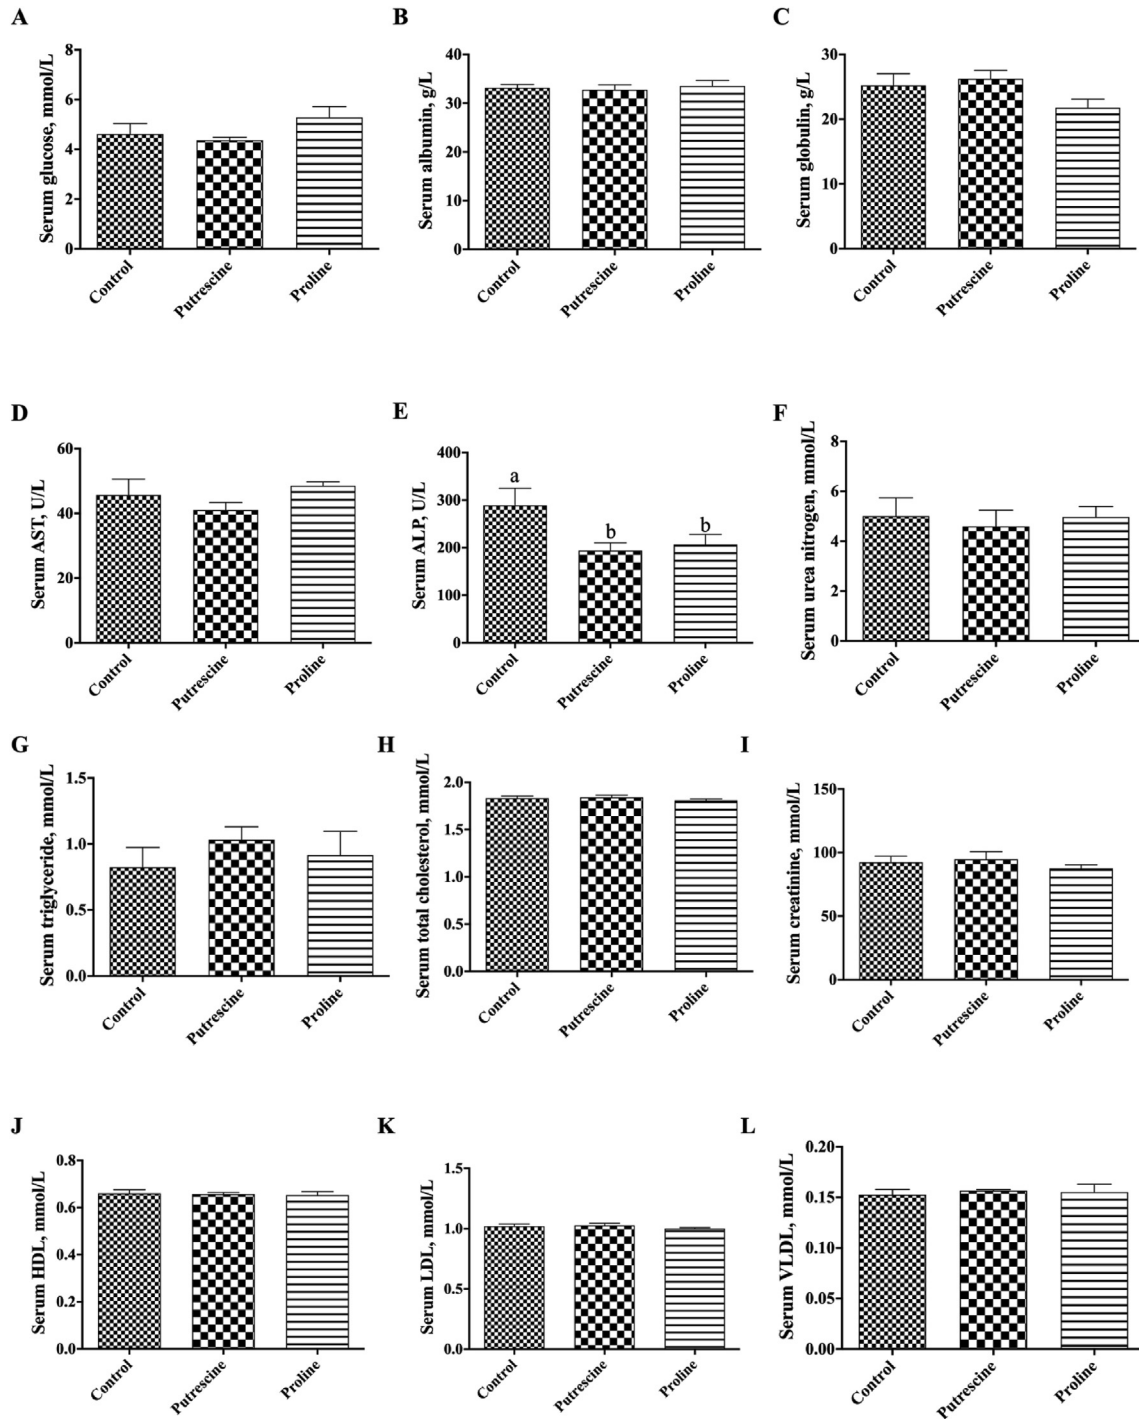 A
Serum glucose, mmol/L
8
6
4
2
0
Control
Putrescine
Proline
B
Serum albumin, g/L
40
30
20
10
0
Control
Putrescine
Proline
C
Serum globulin, g/L
30
20
10
0
Control
Putrescine
Proline
D
Serum AST, U/L
60
40
20
0
Control
Putrescine
Proline
E
Serum ALP, U/L
400
300
200
100
0
a
b
b
Control
Putrescine
Proline
F
Serum urea nitrogen, mmol/L
8
6
4
2
0
Control
Putrescine
Proline
G
Serum triglyceride, mmol/L
1.5
1.0
0.5
0.0
Control
Putrescine
Proline
H
Serum total cholesterol, mmol/L
2.0
1.5
1.0
0.5
0.0
Control
Putrescine
Proline
I
Serum creatinine, mmol/L
150
100
50
0
Control
Putrescine
Proline
J
Serum HDL, mmol/L
0.8
0.6
0.4
0.2
0.0
Control
Putrescine
Proline
K
Serum LDL, mmol/L
1.5
1.0
0.5
0.0
Control
Putrescine
Proline
L
Serum VLDL, mmol/L
0.20
0.15
0.10
0.05
0.00
Control
Putrescine
Proline